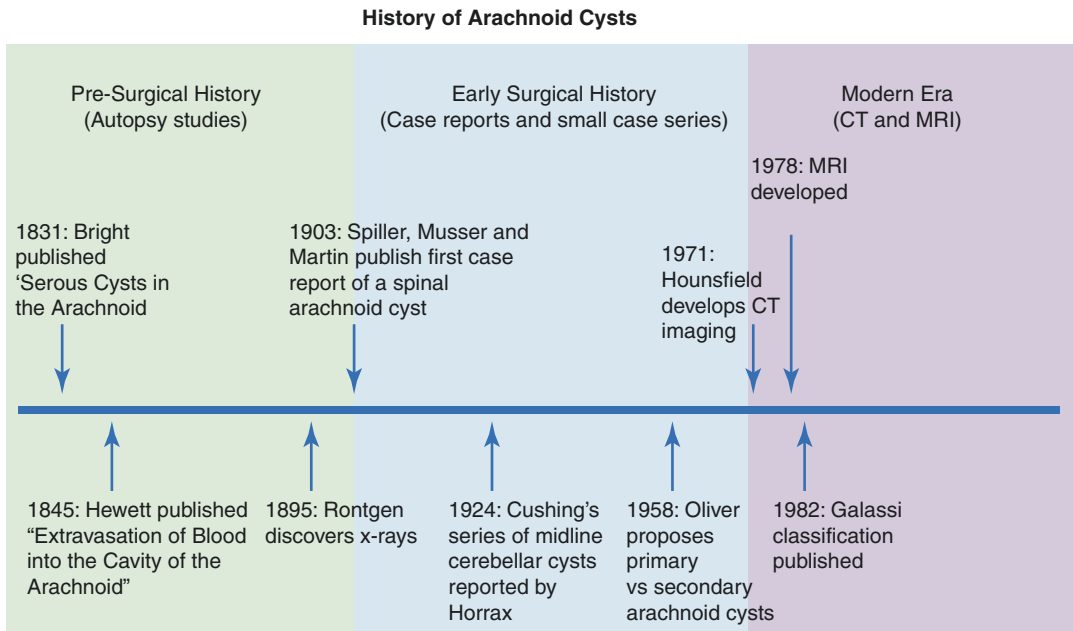 History of Arachnoid Cysts
Pre-Surgical History
(Autopsy studies)
Early Surgical History
(Case reports and small case series)
Modern Era
(CT and MRI)
1831: Bright
published
‘Serous Cysts in
the Arachnoid
1903: Spiller, Musser and
Martin publish first case
report of a spinal
arachnoid cyst
1971:
Hounsfield
develops CT
imaging
1978: MRI
developed
1845: Hewett published
“Extravasation of Blood
into the Cavity of the
Arachnoid”
1895: Rontgen
discovers x-rays
1924: Cushing’s
series of midline
cerebellar cysts
reported by
Horrax
1958: Oliver
proposes
primary
vs secondary
arachnoid cysts
1982: Galassi
classification
published